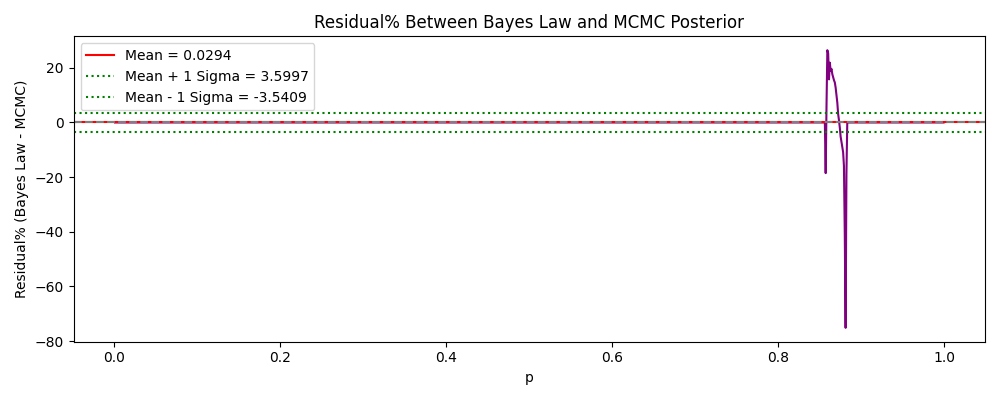 Residual% Between Bayes Law and MCMC Posterior
Mean = 0.0294
Mean + 1 Sigma = 3.5997
Mean - 1 Sigma = -3.5409
Residual% (Bayes Law - MCMC)
20
0
−20
−40
−60
−80
0.0
0.2
0.4
0.6
0.8
1.0
p